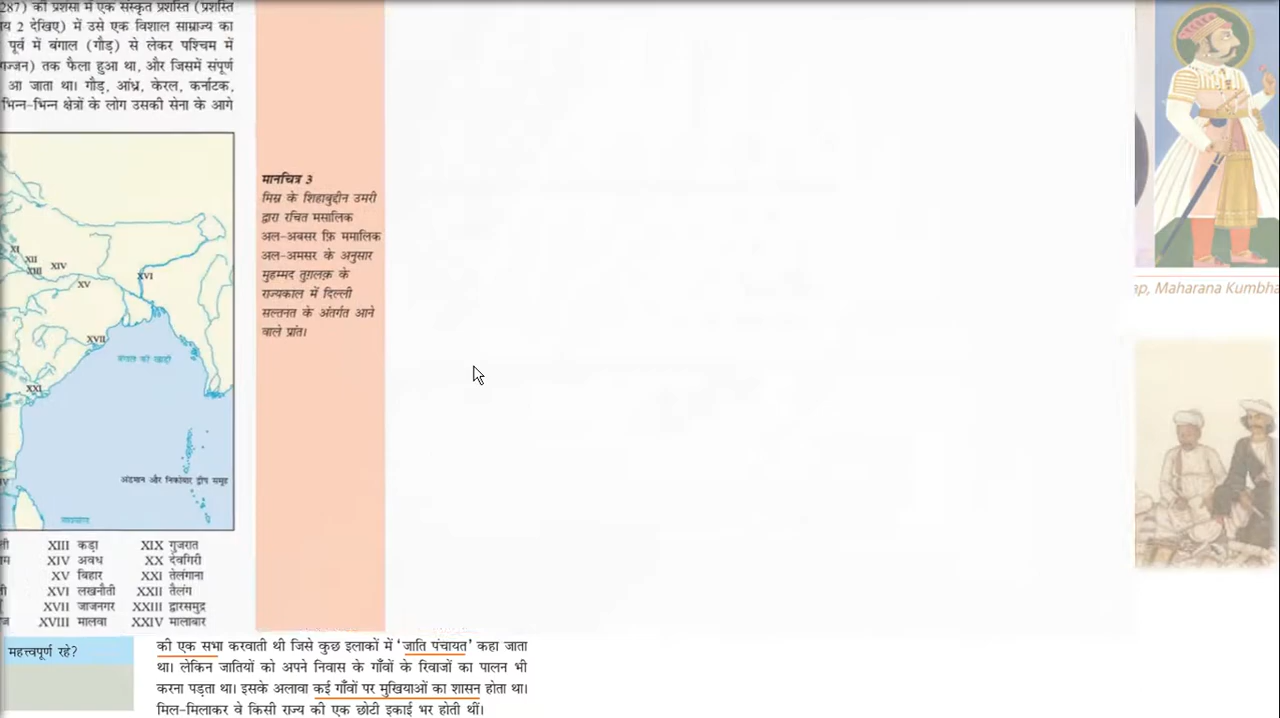 287) की प्रशंसा में एक संस्कृत प्रशस्ति (प्रशस्ति
य 2 देखिए) में उसे एक विशाल साम्राज्य का
पूर्व में बंगाल (गौड़) से लेकर पश्चिम में
गज्जन) तक फैला हुआ था, और जिसमें संपूर्ण
आ जाता था। गौड़, आंध्र, केरल, कर्नाटक,
भिन्न-भिन्न क्षेत्रों के लोग उसकी सेना के आगे
XI
XII
XIII
XIV
XV
XVI
XVII
बंगाल की खाड़ी
XXI
अंडमान और निकोबार द्वीप समूह
मानचित्र 3
मिस्र के शिहाबुद्दीन उमरी
द्वारा रचित मसालिक
अल-अबसर फ़ि ममालिक
अल-अमसर के अनुसार
मुहम्मद तुग़लक़ के
राज्यकाल में दिल्ली
सल्तनत के अंतर्गत आने
वाले प्रांत।
XIII कड़ा XIX गुजरात
XIV अवध XX देवगिरी
XV बिहार XXI तेलंगाना
XVI लखनौती XXII तैलंग
XVII जाजनगर XXIII द्वारसमुद्र
XVIII मालवा XXIV मालाबार
महत्त्वपूर्ण रहे?
की एक सभा करवाती थी जिसे कुछ इलाकों में ‘जाति पंचायत’ कहा जाता
था। लेकिन जातियों को अपने निवास के गाँवों के रिवाजों का पालन भी
करना पड़ता था। इसके अलावा कई गाँवों पर मुखियाओं का शासन होता था।
मिल-मिलाकर वे किसी राज्य की एक छोटी इकाई भर होती थीं।
ap, Maharana Kumbha